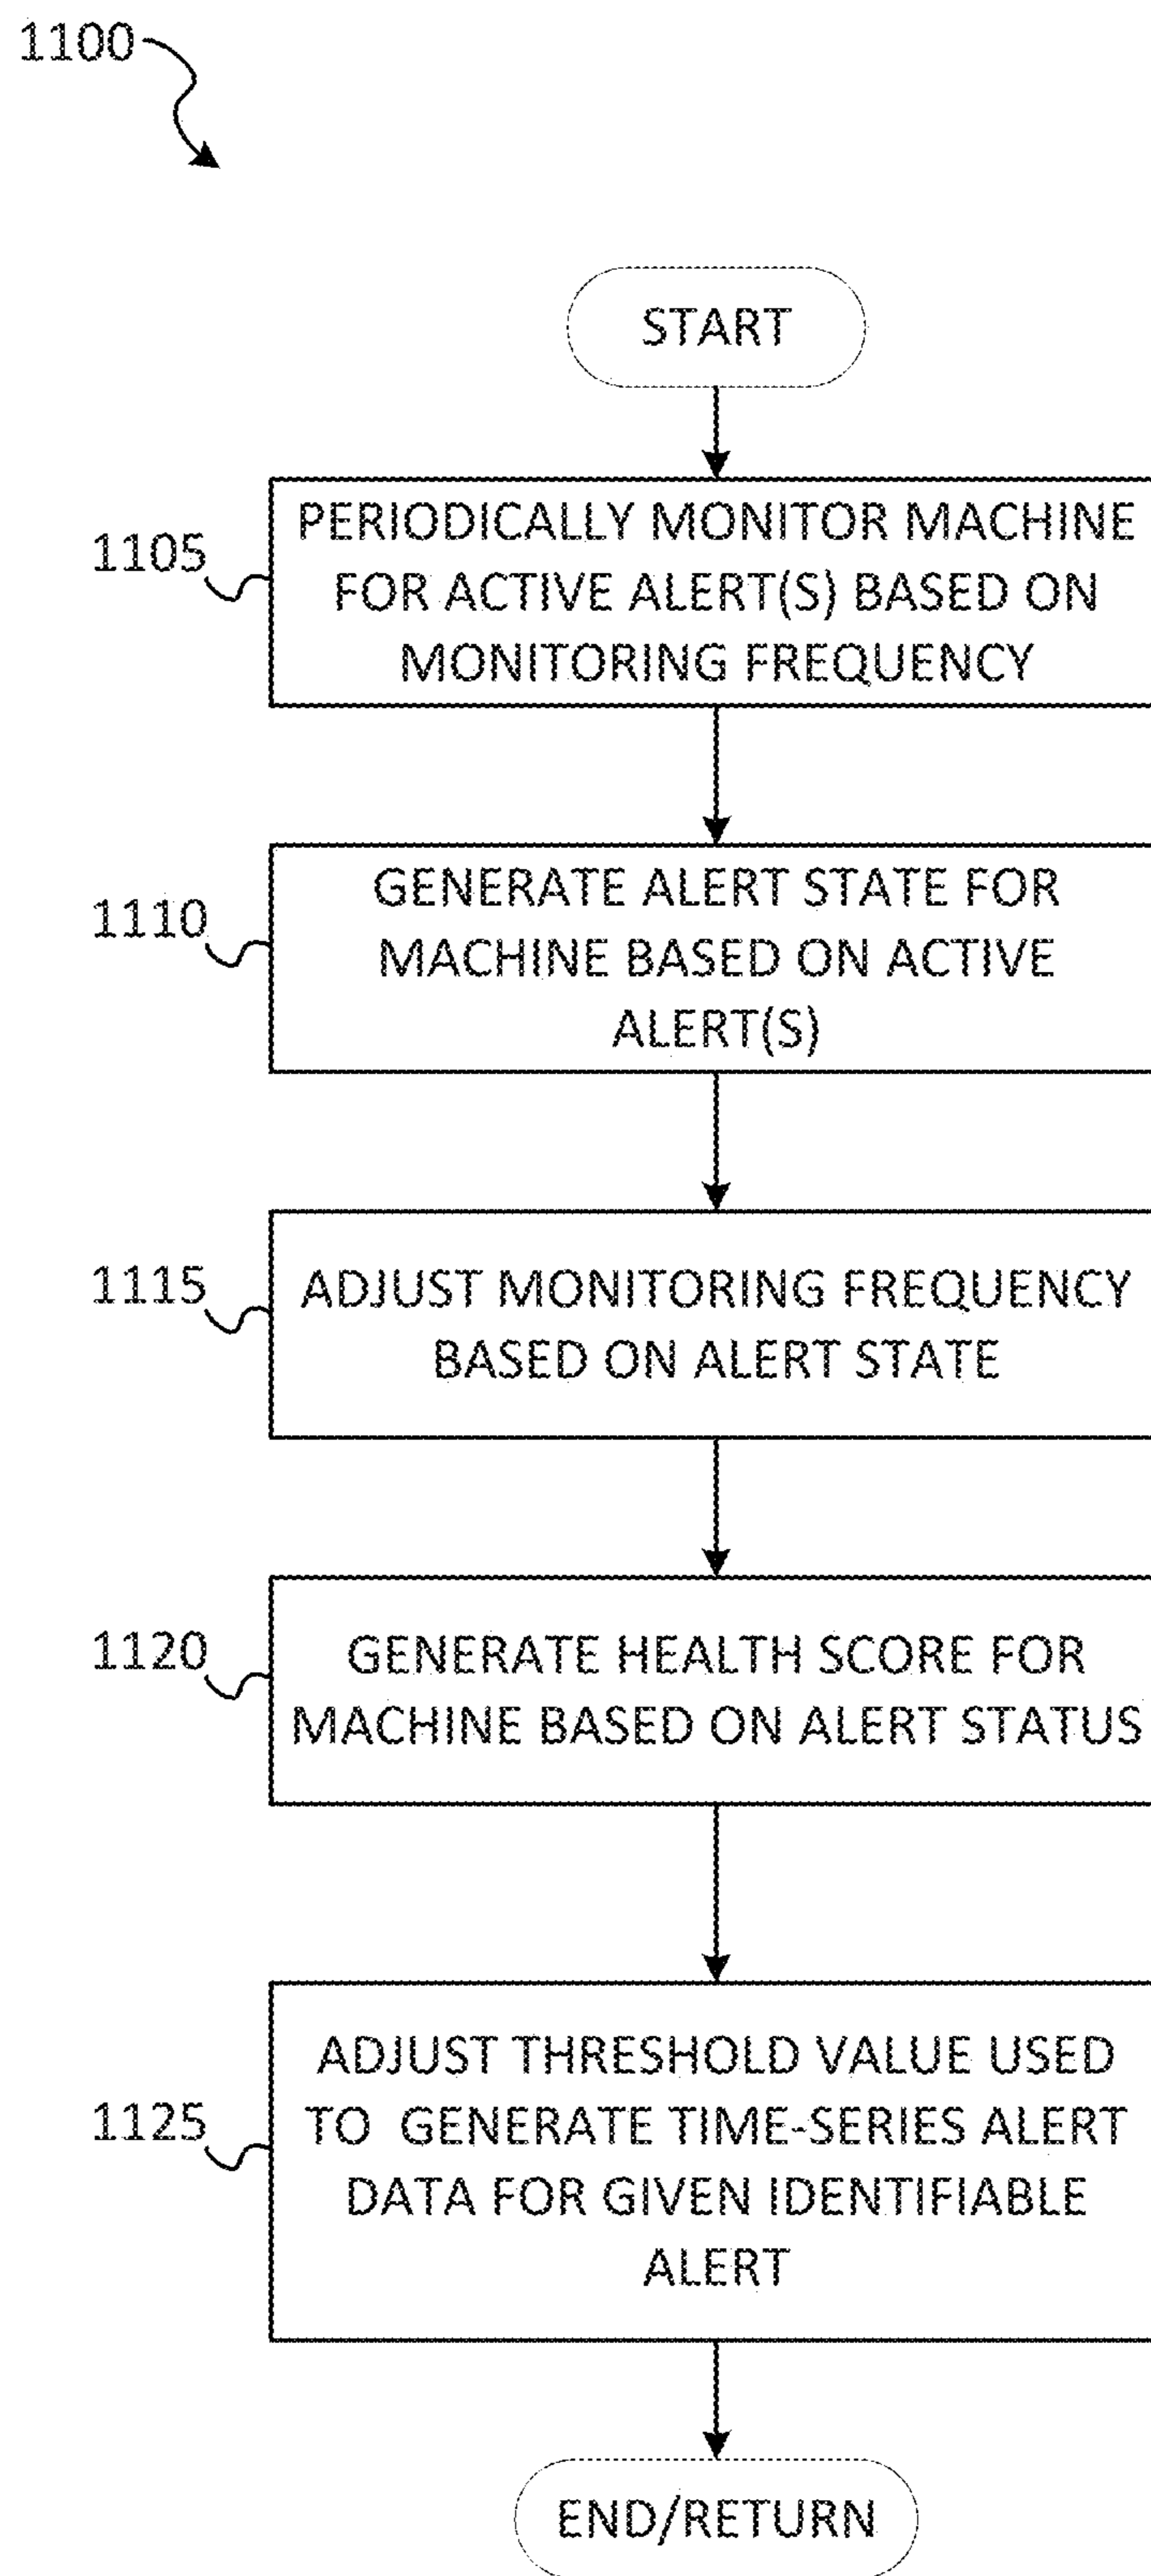 1100
START
1105
PERIODICALLY MONITOR MACHINE
FOR ACTIVE ALERT(S) BASED ON
MONITORING FREQUENCY
1110
GENERATE ALERT STATE FOR
MACHINE BASED ON ACTIVE
ALERT(S)
1115
ADJUST MONITORING FREQUENCY
BASED ON ALERT STATE
1120
GENERATE HEALTH SCORE FOR
MACHINE BASED ON ALERT STATUS
1125
ADJUST THRESHOLD VALUE USED
TO GENERATE TIME-SERIES ALERT
DATA FOR GIVEN IDENTIFIABLE
ALERT
END/RETURN